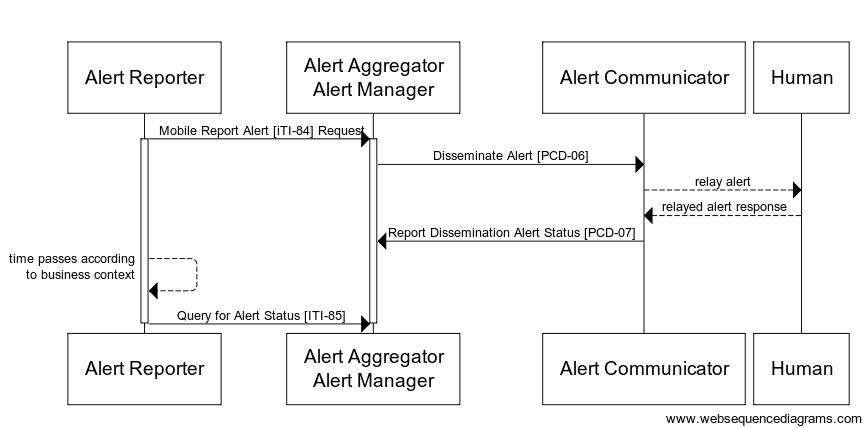 Alert Reporter
Alert Aggregator
Alert Manager
Alert Communicator
Human
Mobile Report Alert [iTI-84] Request
Disseminate Alert [PCD-06]
relay alert
relayed alert response
Report Dissemination Alert Status [PCD-07]
time passes according
to business context
Query for Alert Status [ITI-85]
Alert Reporter
Alert Aggregator
Alert Manager
Alert Communicator
Human
www.websequencediagrams.com